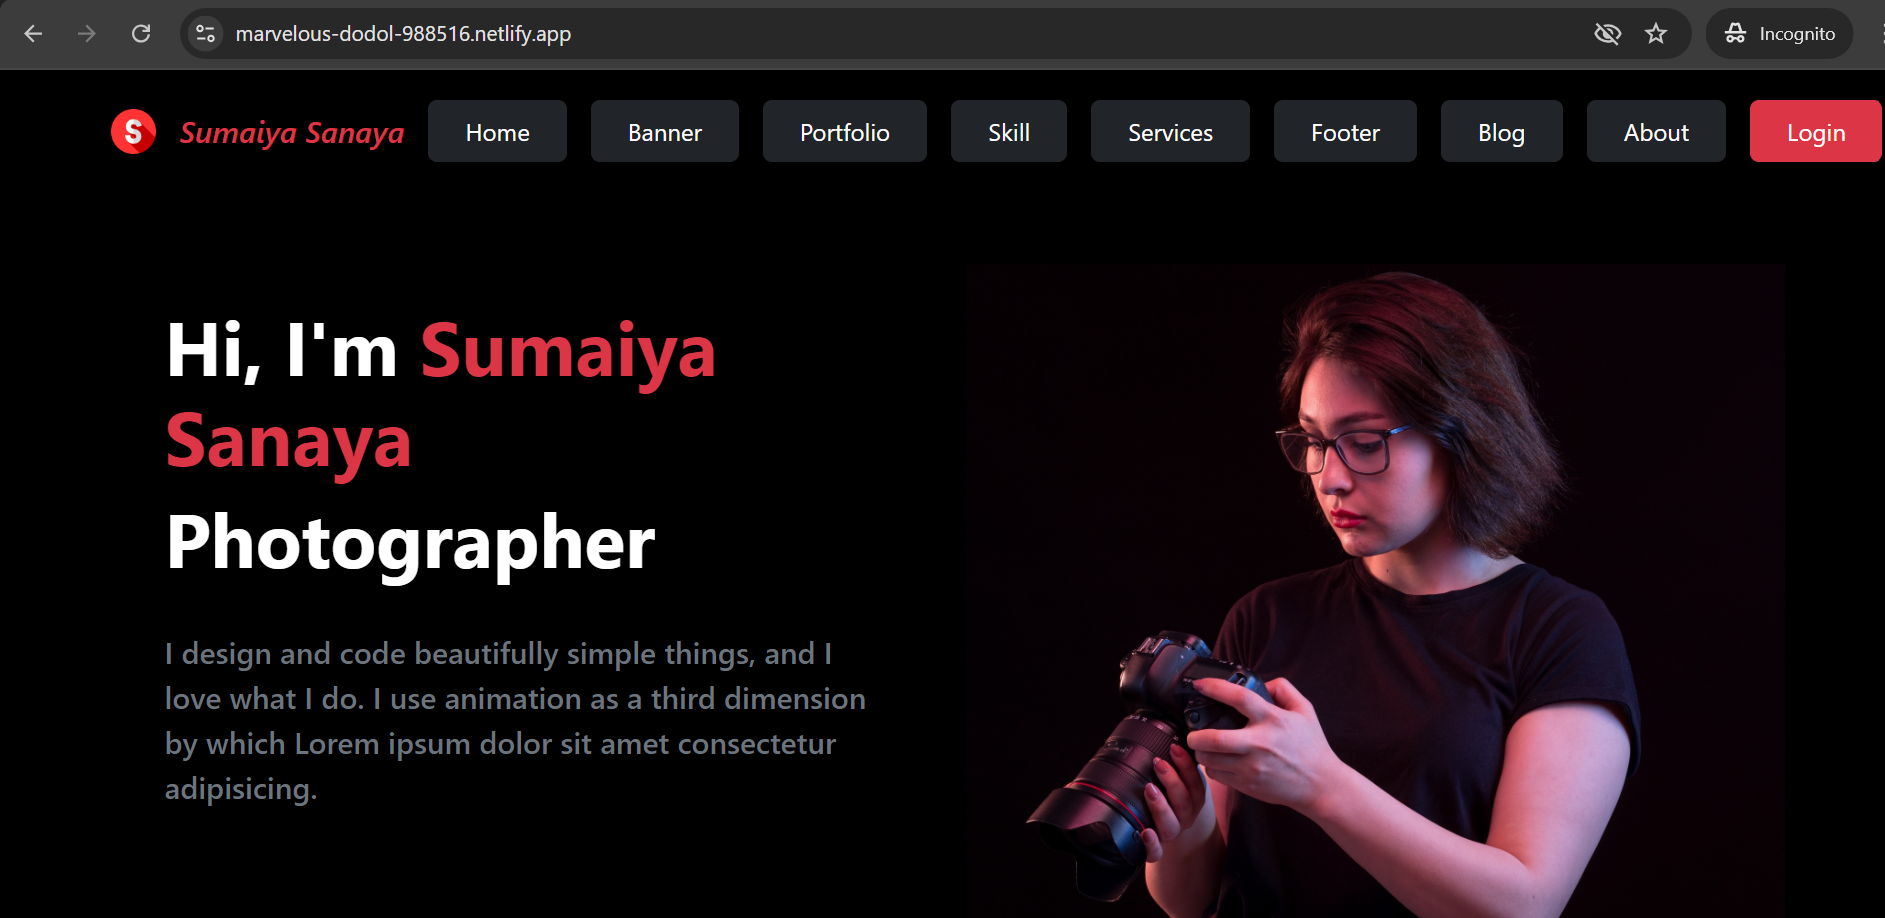 marvelous-dodol-988516.netlify.app
Incognito
S Sumaiya Sanaya Home Banner Portfolio Skill Services Footer Blog About Login
Hi, I'm Sumaiya
Sanaya
Photographer
I design and code beautifully simple things, and I
love what I do. I use animation as a third dimension
by which Lorem ipsum dolor sit amet consectetur
adipisicing.